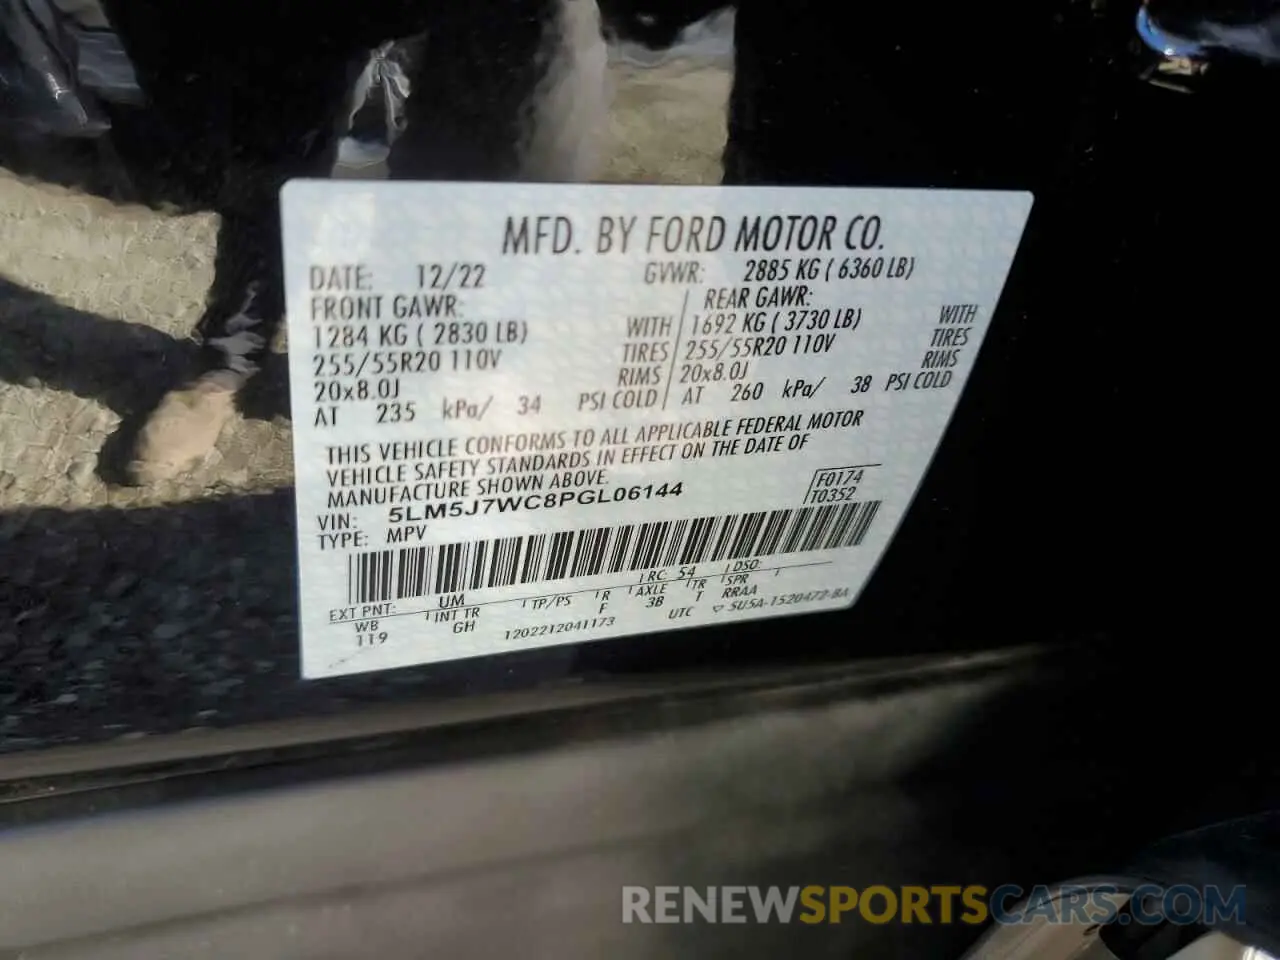 MFD. BY FORD MOTOR CO.
DATE: 12/22 GVWR: 2885 KG ( 6360 LB)
FRONT GAWR: REAR GAWR:
1284 KG ( 2830 LB) WITH 1692 KG ( 3730 LB) WITH
255/55R20 110V TIRES 255/55R20 110V TIRES
20x8.0J RIMS 20x8.0J RIMS
AT 235 kPa/ 34 PSI COLD AT 260 kPa/ 38 PSI COLD
THIS VEHICLE CONFORMS TO ALL APPLICABLE FEDERAL MOTOR
VEHICLE SAFETY STANDARDS IN EFFECT ON THE DATE OF
MANUFACTURE SHOWN ABOVE.
VIN: 5LM5J7WC8PGL06144 F0174
TYPE: MPV T0352
EXT PNT: UM RC: 54 DSO:
WB INT TR TP/PS R AXLE TR SPR
119 GH F 3B T RRAA
1202212041173 UTC SU5A-1520472-BA
RENEWSPORTSCARS.COM